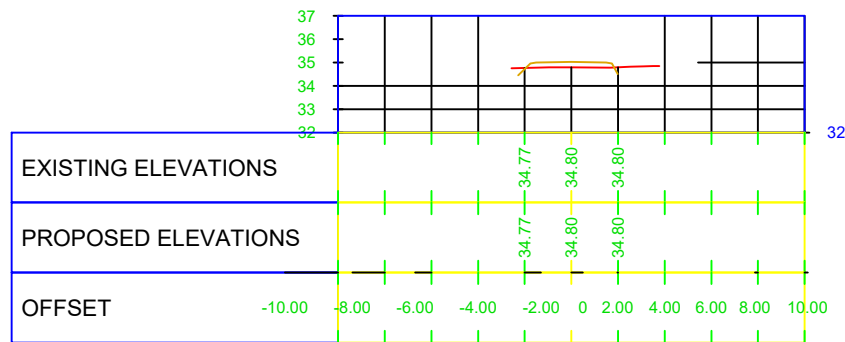 37
36
35
34
33
32
32
EXISTING ELEVATIONS 34.77 34.80 34.80
PROPOSED ELEVATIONS 34.77 34.80 34.80
OFFSET -10.00 -8.00 -6.00 -4.00 -2.00 0 2.00 4.00 6.00 8.00 10.00